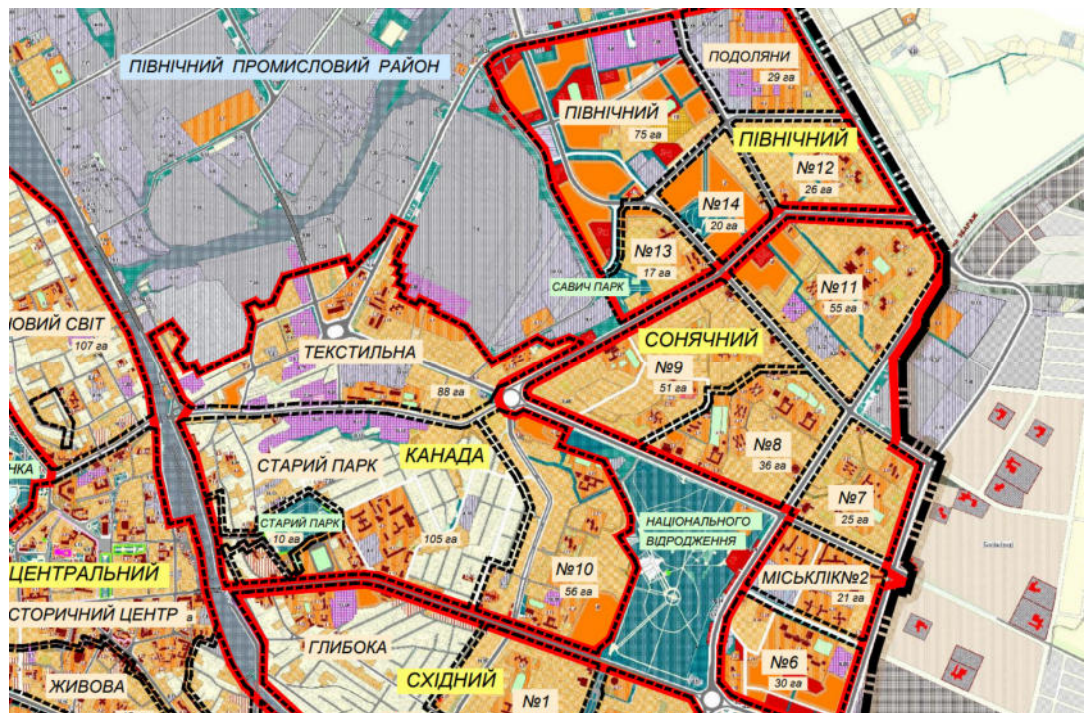 ПІВНІЧНИЙ ПРОМИСЛОВИЙ РАЙОН
ПОДОЛЯНИ
29 га
ПІВНІЧНИЙ
75 га
ПІВНІЧНИЙ
№12
26 га
№14
20 га
№13
17 га
САВИЧ ПАРК
№11
55 га
НОВИЙ СВІТ
107 га
ТЕКСТИЛЬНА
88 га
СОНЯЧНИЙ
№9
51 га
№8
36 га
№7
25 га
КАНАДА
СТАРИЙ ПАРК
СТАРИЙ ПАРК
10 га
105 га
НКА
НАЦІОНАЛЬНОГО
ВІДРОДЖЕННЯ
№10
56 га
МІСЬКЛІК№2
21 га
ЦЕНТРАЛЬНИЙ
СТОРИЧНИЙ ЦЕНТР
а
ГЛИБОКА
ЖИВОВА
СХІДНИЙ
№1
№6
30 га